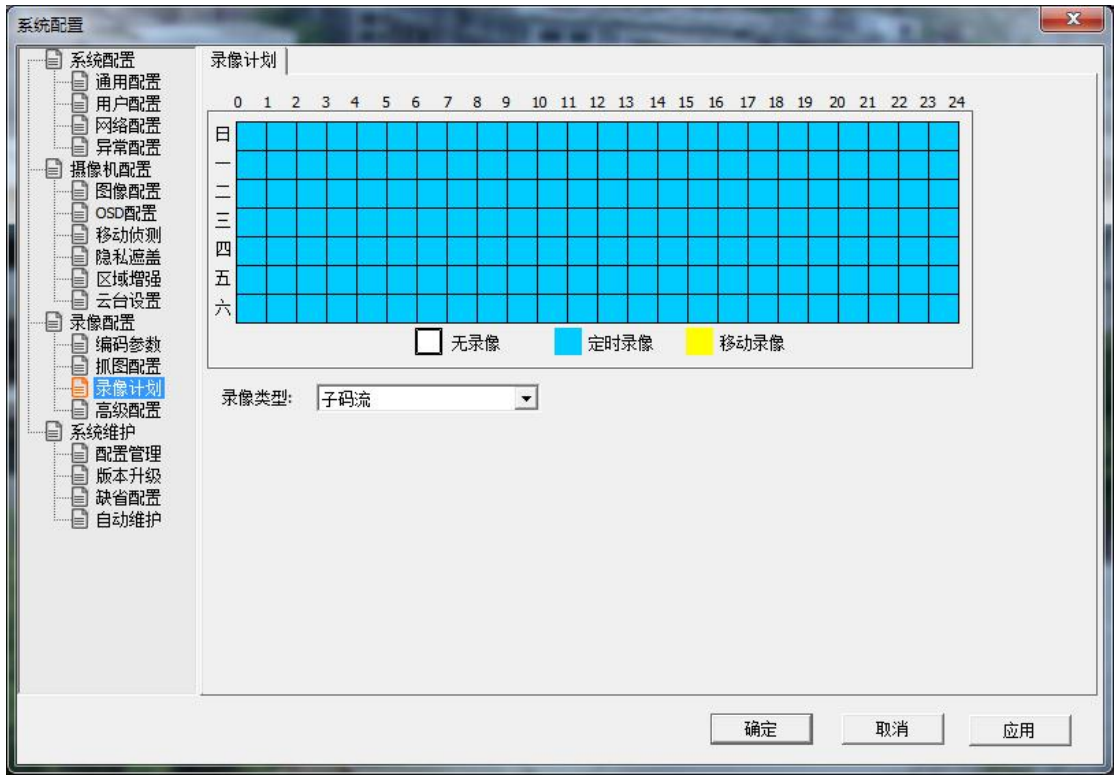 系统配置
系统配置
通用配置
用户配置
网络配置
异常配置
摄像机配置
图像配置
OSD配置
移动侦测
隐私遮盖
区域增强
云台设置
录像配置
编码参数
抓图配置
录像计划
高级配置
系统维护
配置管理
版本升级
缺省配置
自动维护
录像计划
0 1 2 3 4 5 6 7 8 9 10 11 12 13 14 15 16 17 18 19 20 21 22 23 24
日
一
二
三
四
五
六
无录像 定时录像 移动录像
录像类型: 子码流
确定 取消 应用